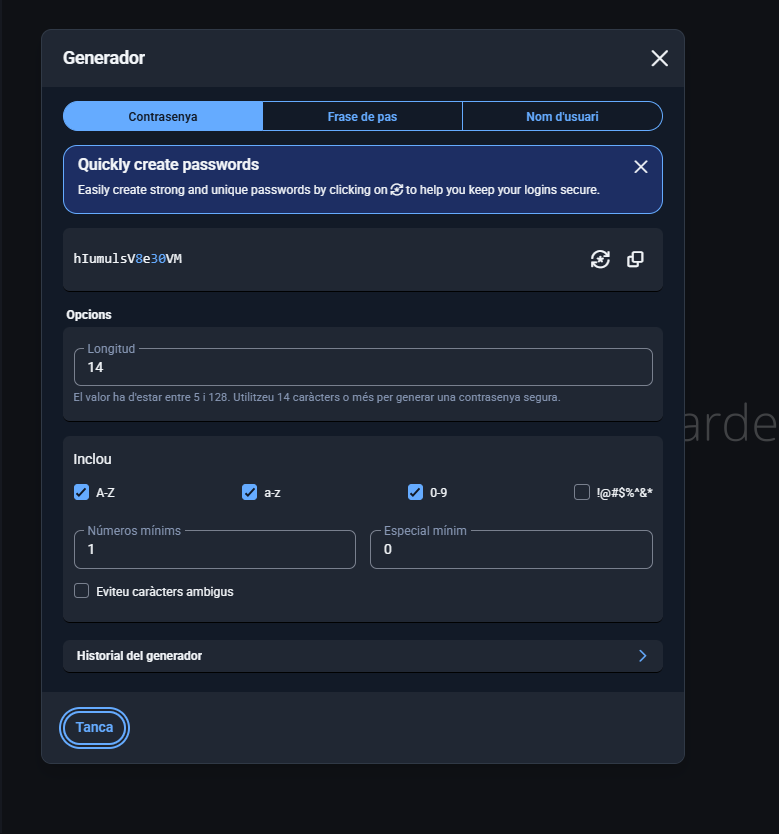 Generador
Contrasenya Frase de pas Nom d'usuari
Quickly create passwords
Easily create strong and unique passwords by clicking on to help you keep your logins secure.
hIumulsV8e30VM
Opcions
Longitud
14
El valor ha d'estar entre 5 i 128. Utilitzeu 14 caràcters o més per generar una contrasenya segura.
arde
Inclou
A-Z a-z 0-9 !@#$%^&*
Números mínims Especial mínim
1 0
Eviteu caràcters ambigus
Historial del generador
Tanca